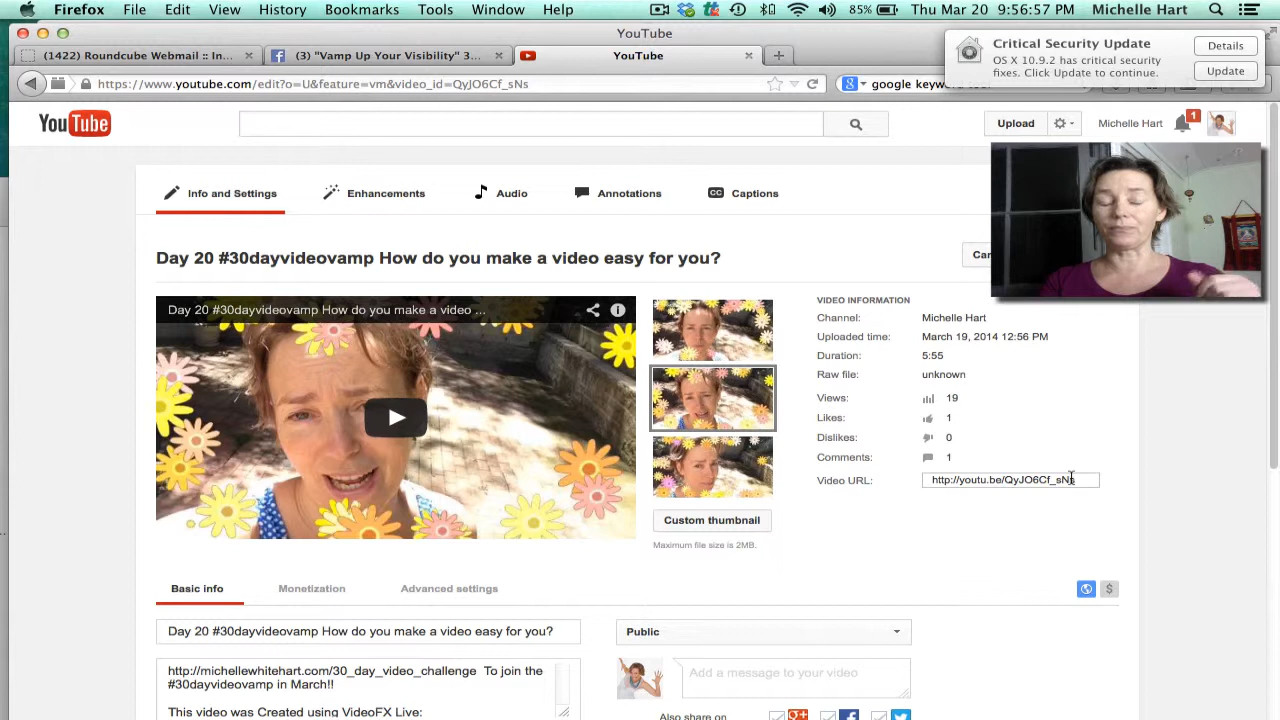 Firefox File Edit View History Bookmarks Tools Window Help 85% Thu Mar 20 9:56:57 PM Michelle Hart
YouTube
(1422) Roundcube Webmail :: In...
(3) "Vamp Up Your Visibility" 3...
YouTube
Critical Security Update
OS X 10.9.2 has critical security
fixes. Click Update to continue.
Details
Update
https://www.youtube.com/edit?o=U&feature=vm&video_id=QyJO6Cf_sNs
google keyword
YouTube
Upload
Michelle Hart
1
Info and Settings
Enhancements
Audio
CC
Annotations
Captions
Day 20 #30dayvideovamp How do you make a video easy for you?
Day 20 #30dayvideovamp How do you make a video ...
Custom thumbnail
Maximum file size is 2MB.
VIDEO INFORMATION
Channel: Michelle Hart
Uploaded time: March 19, 2014 12:56 PM
Duration: 5:55
Raw file: unknown
Views: 19
Likes: 1
Dislikes: 0
Comments: 1
Video URL: http://youtu.be/QyJO6Cf_sNs
Basic info
Monetization
Advanced settings
$
Day 20 #30dayvideovamp How do you make a video easy for you?
http://michellewhitehart.com/30_day_video_challenge To join the
#30dayvideovamp in March!!
This video was Created using VideoFX Live:
Public
Add a message to your video
Also share on